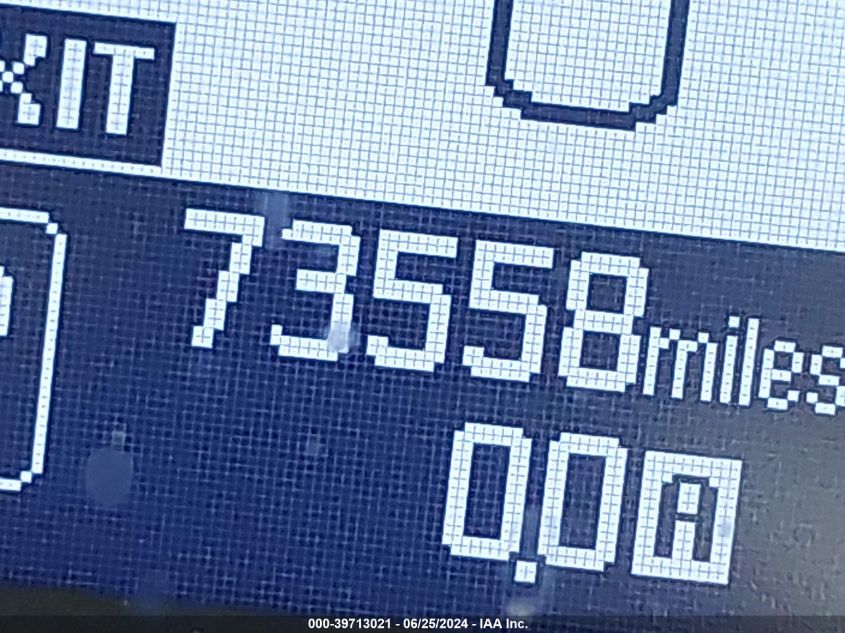 XIT
73558miles
0.0A
000-39713021 - 06/25/2024 - IAA Inc.